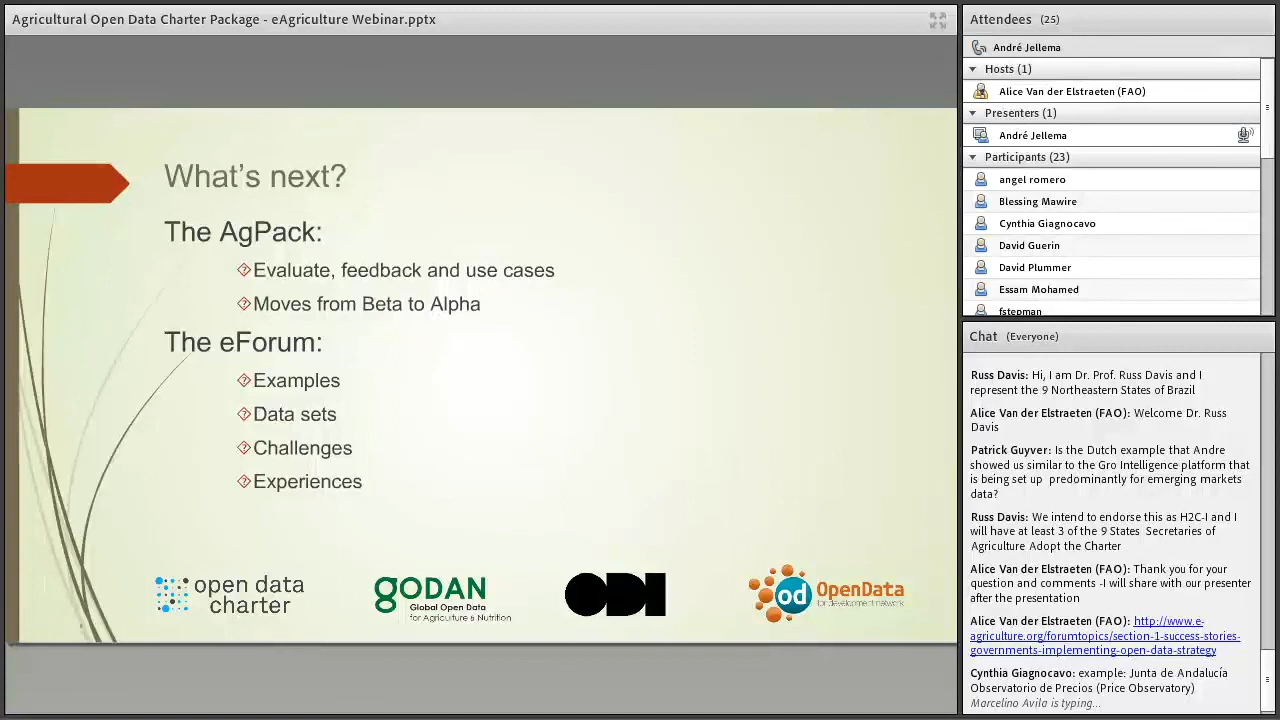 Agricultural Open Data Charter Package - eAgriculture Webinar.pptx
What's next?
The AgPack:
Evaluate, feedback and use cases
Moves from Beta to Alpha
The eForum:
Examples
Data sets
Challenges
Experiences
open data
charter
GODAN
Global Open Data
for Agriculture & Nutrition
ODI
od
OpenData
for development network
Attendees (25)
André Jellema
Hosts (1)
Alice Van der Elstraeten (FAO)
Presenters (1)
André Jellema
Participants (23)
angel romero
Blessing Mawire
Cynthia Giagnocavo
David Guerin
David Plummer
Essam Mohamed
fstepman
Chat (Everyone)
Russ Davis: Hi, I am Dr. Prof. Russ Davis and I
represent the 9 Northeastern States of Brazil
Alice Van der Elstraeten (FAO): Welcome Dr. Russ
Davis
Patrick Guyver: Is the Dutch example that Andre
showed us similar to the Gro Intelligence platform that
is being set up predominantly for emerging markets
data?
Russ Davis: We intend to endorse this as H2C-I and I
will have at least 3 of the 9 States Secretaries of
Agriculture Adopt the Charter
Alice Van der Elstraeten (FAO): Thank you for your
question and comments -I will share with our presenter
after the presentation
Alice Van der Elstraeten (FAO): http://www.e-
agriculture.org/forumtopics/section-1-success-stories-
governments-implementing-open-data-strategy
Cynthia Giagnocavo: example: Junta de Andalucía
Observatorio de Precios (Price Observatory)
Marcelino Avila is typing...